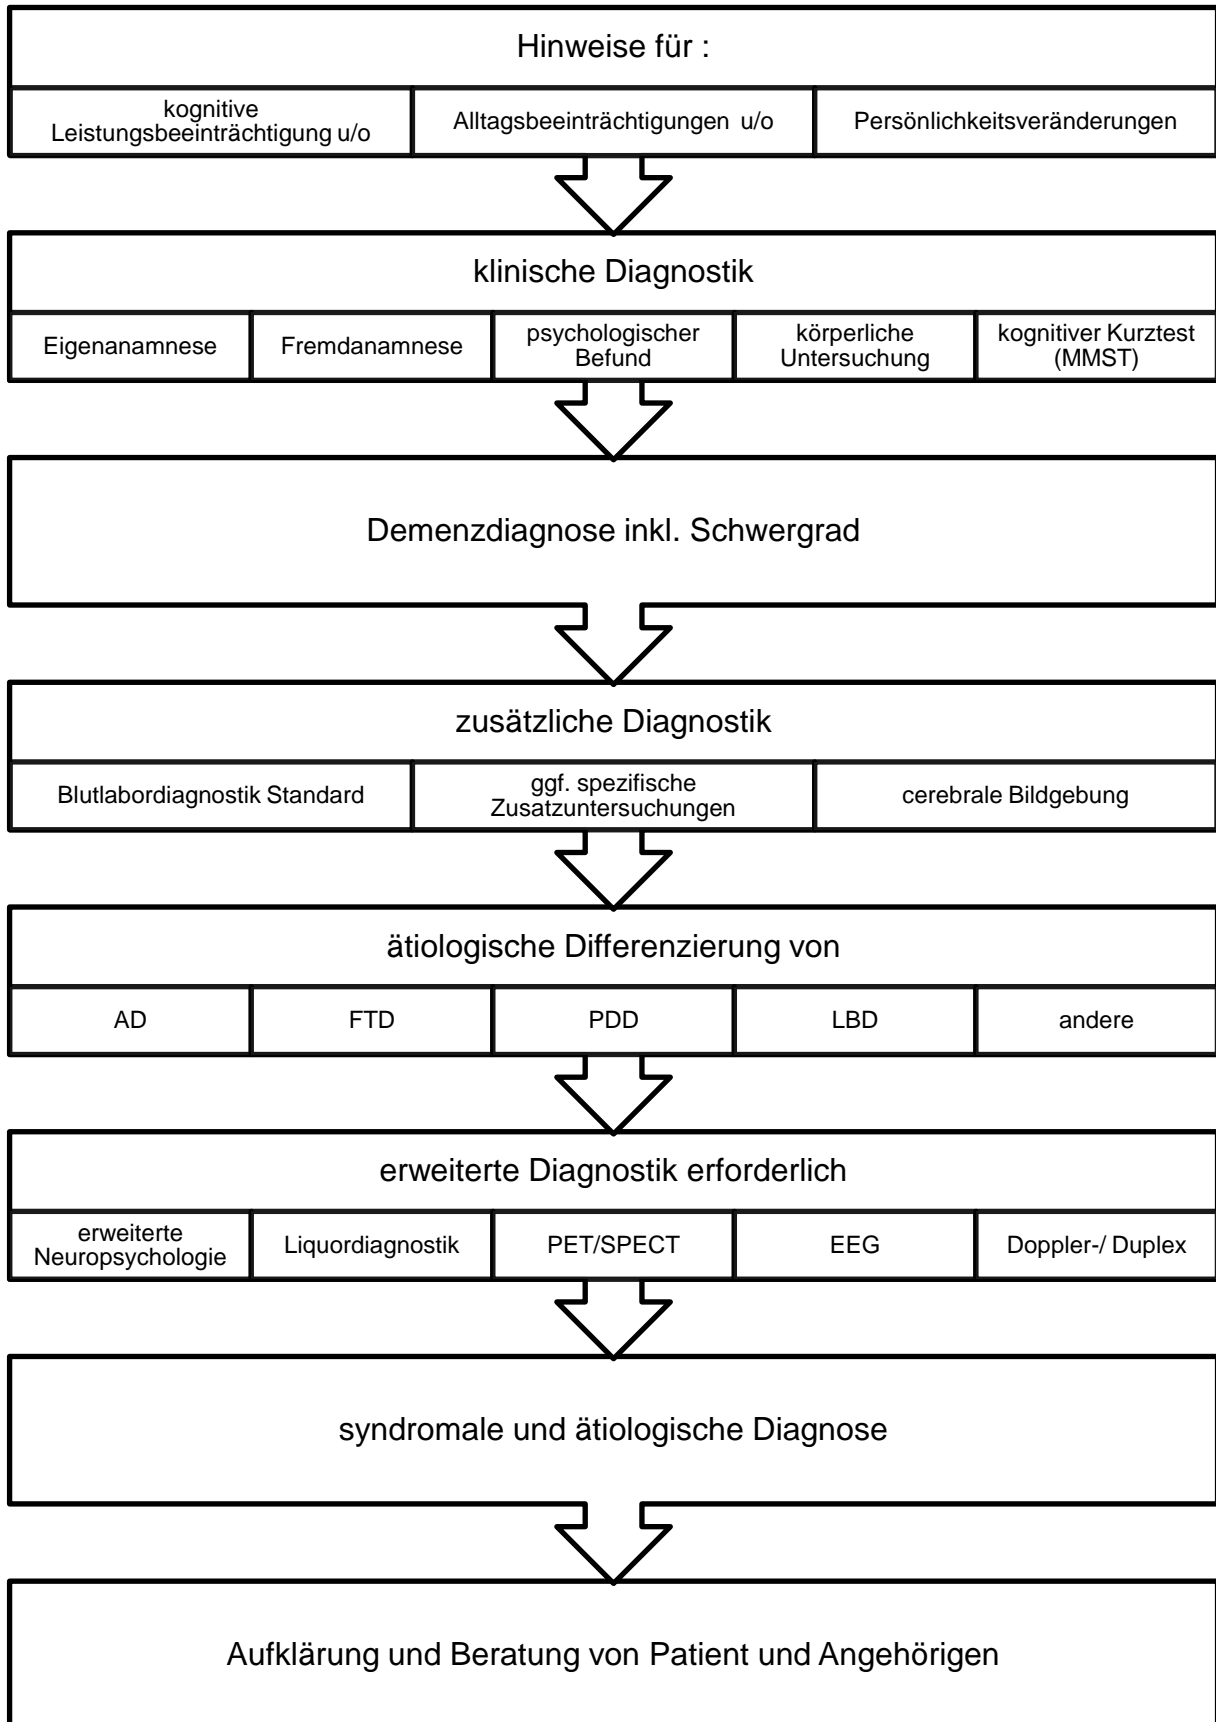 Hinweise für :
kognitive
Leistungsbeeinträchtigung u/o
Alltagsbeeinträchtigungen u/o
Persönlichkeitsveränderungen
klinische Diagnostik
Eigenanamnese
Fremdanamnese
psychologischer
Befund
körperliche
Untersuchung
kognitiver Kurztest
(MMST)
Demenzdiagnose inkl. Schwergrad
zusätzliche Diagnostik
Blutlabordiagnostik Standard
ggf. spezifische
Zusatzuntersuchungen
cerebrale Bildgebung
ätiologische Differenzierung von
AD
FTD
PDD
LBD
andere
erweiterte Diagnostik erforderlich
erweiterte
Neuropsychologie
Liquordiagnostik
PET/SPECT
EEG
Doppler-/ Duplex
syndromale und ätiologische Diagnose
Aufklärung und Beratung von Patient und Angehörigen